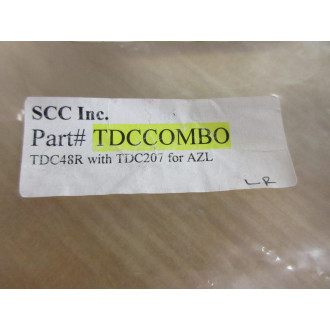 SCC Inc.
Part# TDCCOMBO
TDC48R with TDC207 for AZL
LR